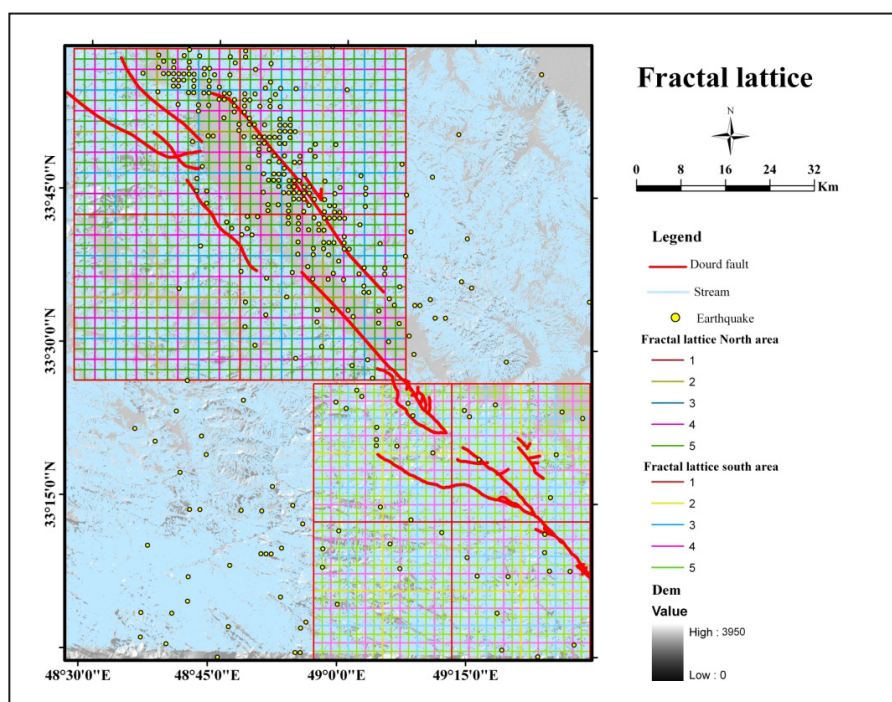 Fractal lattice
N
0 8 16 24 32
Km
Legend
Dourd fault
Stream
Earthquake
Fractal lattice North area
1
2
3
4
5
Fractal lattice south area
1
2
3
4
5
Dem
Value
High : 3950
Low : 0
33°45'0"N
33°30'0"N
33°15'0"N
48°30'0"E 48°45'0"E 49°0'0"E 49°15'0"E